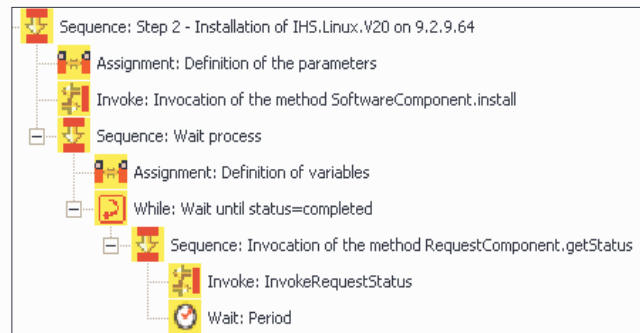 Sequence: Step 2 - Installation of IHS.Linux.V20 on 9.2.9.64
Assignment: Definition of the parameters
Invoke: Invocation of the method SoftwareComponent.install
Sequence: Wait process
Assignment: Definition of variables
While: Wait until status=completed
Sequence: Invocation of the method RequestComponent.getStatus
Invoke: InvokeRequestStatus
Wait: Period